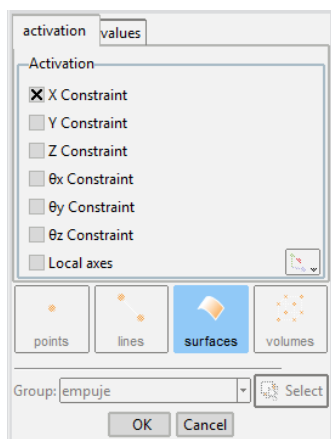 activation values
Activation
X Constraint
Y Constraint
Z Constraint
θx Constraint
θy Constraint
θz Constraint
Local axes
points lines surfaces volumes
Group: empuje Select
OK Cancel